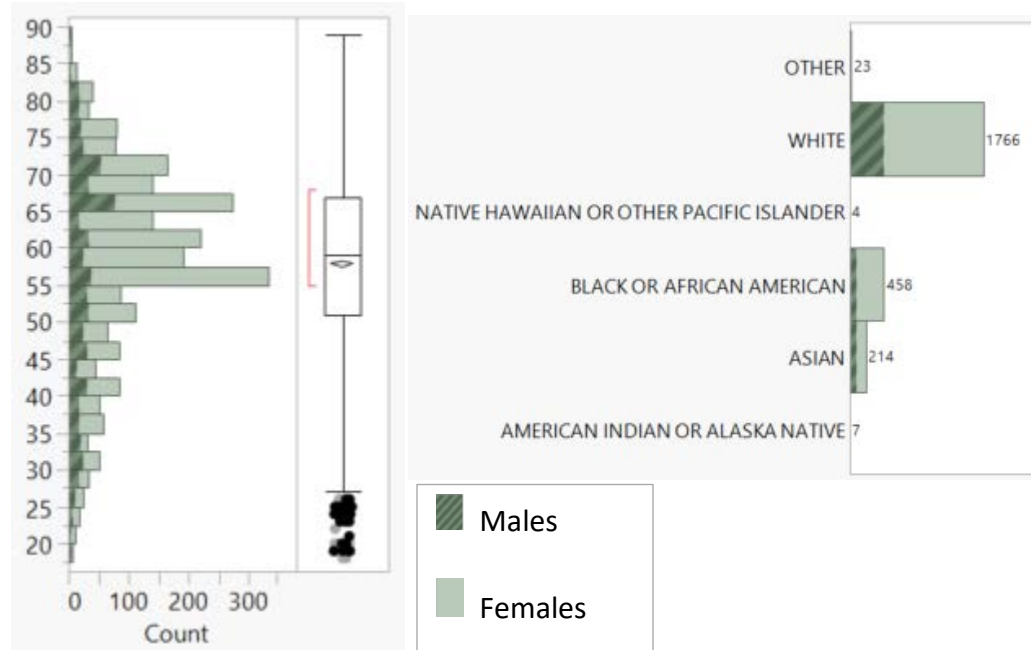 90
85
80
75
70
65
60
55
50
45
40
35
30
25
20
0 100 200 300
Count
OTHER 23
WHITE 1766
NATIVE HAWAIIAN OR OTHER PACIFIC ISLANDER 4
BLACK OR AFRICAN AMERICAN 458
ASIAN 214
AMERICAN INDIAN OR ALASKA NATIVE 7
Males
Females